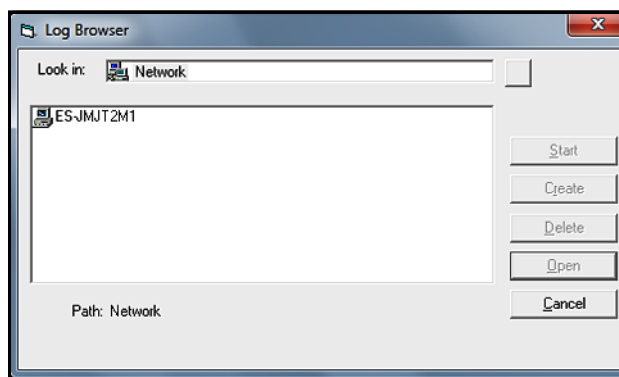 Log Browser
Look in: Network
ES-JMJT2M1
Start
Create
Delete
Open
Cancel
Path: Network